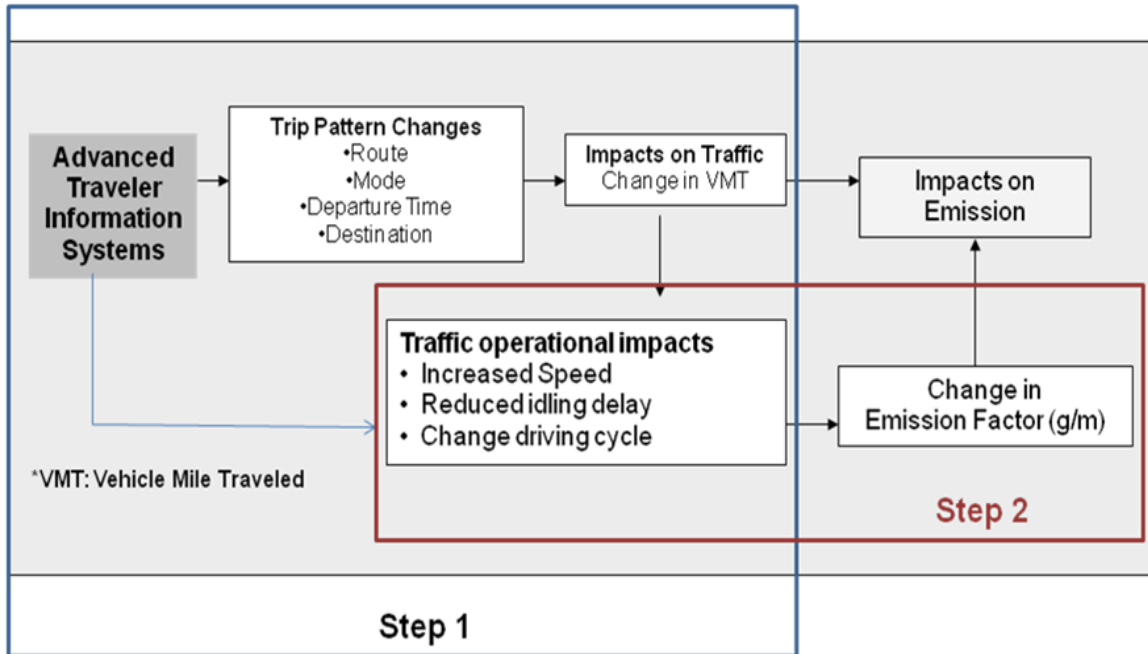 Advanced
Traveler
Information
Systems
Trip Pattern Changes
•Route
•Mode
•Departure Time
•Destination
Impacts on Traffic
Change in VMT
Impacts on
Emission
Traffic operational impacts
• Increased Speed
• Reduced idling delay
• Change driving cycle
Change in
Emission Factor (g/m)
*VMT: Vehicle Mile Traveled
Step 2
Step 1